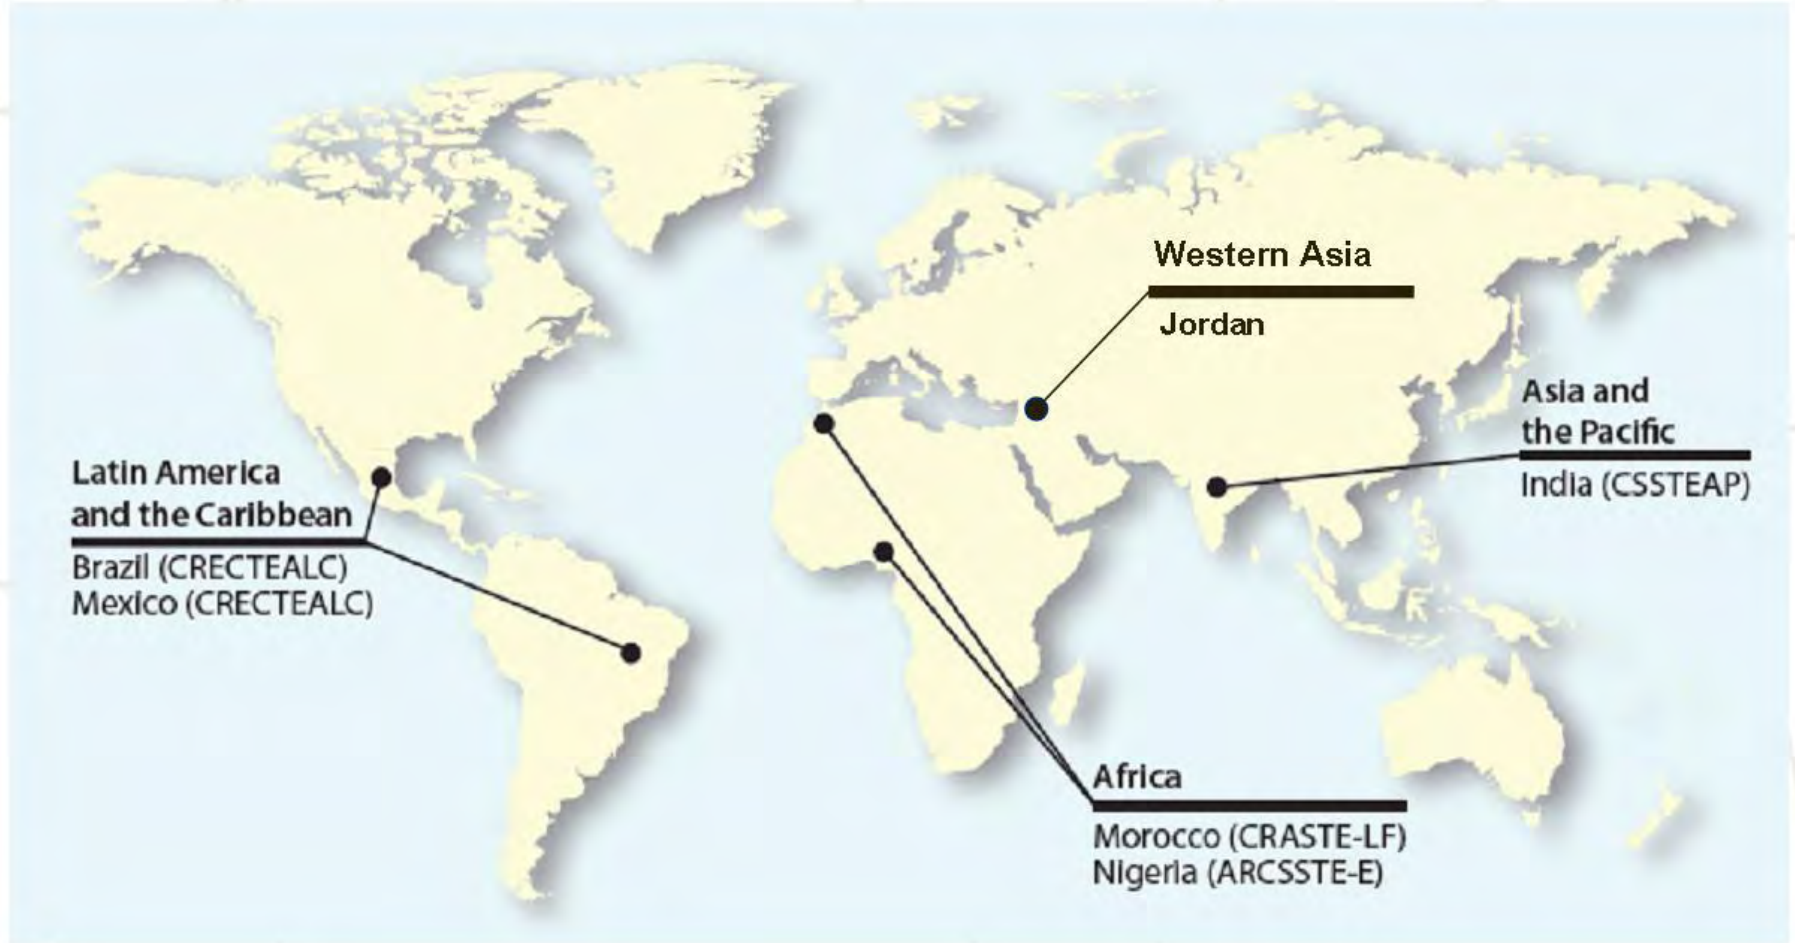 Western Asia
Jordan
Asia and
the Pacific
India (CSSTEAP)
Latin America
and the Caribbean
Brazil (CRECTEALC)
Mexico (CRECTEALC)
Africa
Morocco (CRASTE-LF)
Nigeria (ARCSSTE-E)